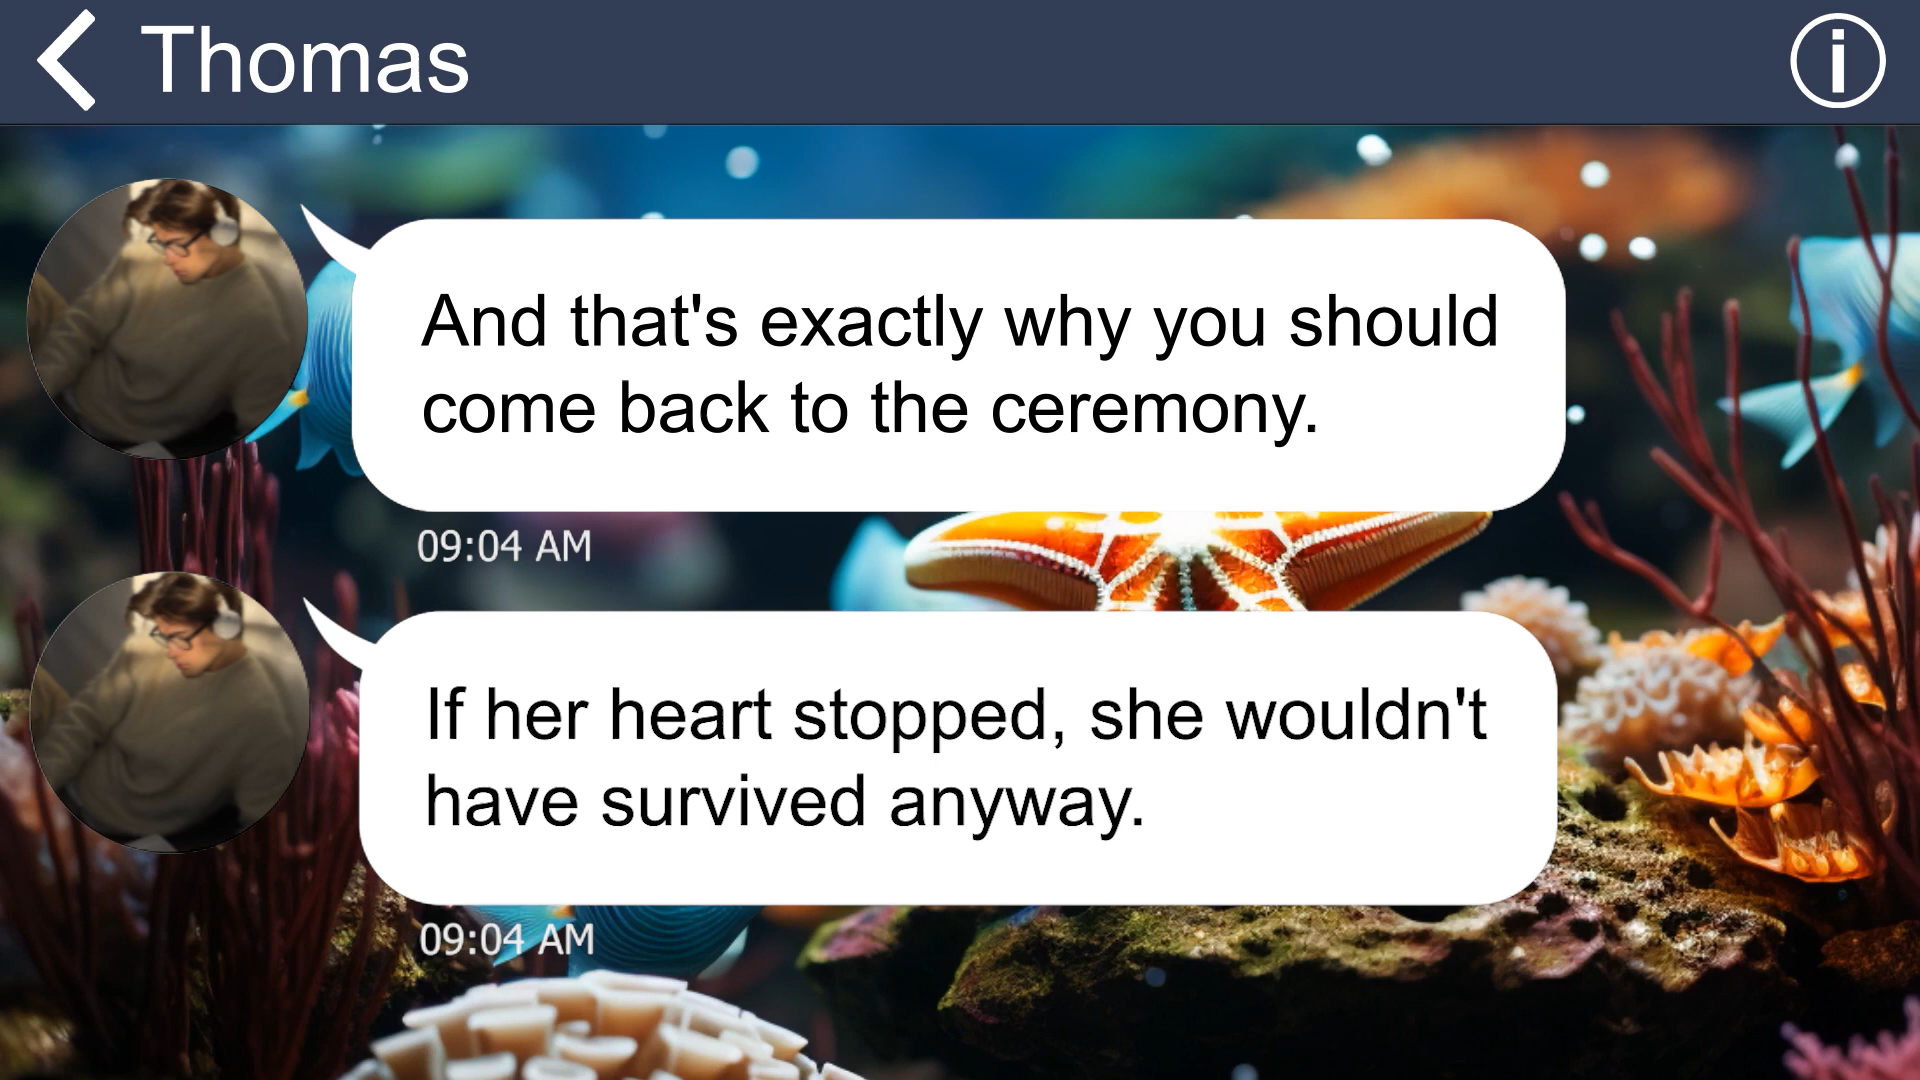 Thomas
And that's exactly why you should
come back to the ceremony.
09:04 AM
If her heart stopped, she wouldn't
have survived anyway.
09:04 AM